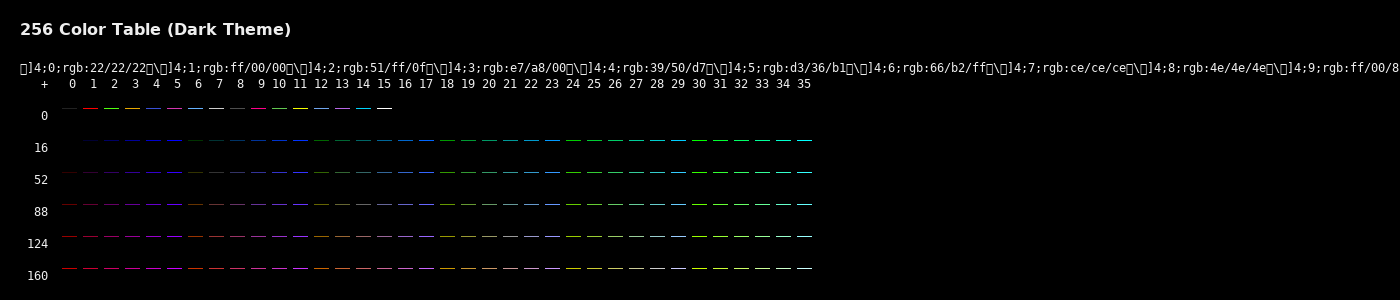 256 Color Table (Dark Theme)
]4;0;rgb:22/22/22\]4;1;rgb:ff/00/00\]4;2;rgb:51/ff/0f\]4;3;rgb:e7/a8/00\]4;4;rgb:39/50/d7\]4;5;rgb:d3/36/b1\]4;6;rgb:66/b2/ff\]4;7;rgb:ce/ce/ce\]4;8;rgb:4e/4e/4e\]4;9;rgb:ff/00/8
+ 0 1 2 3 4 5 6 7 8 9 10 11 12 13 14 15 16 17 18 19 20 21 22 23 24 25 26 27 28 29 30 31 32 33 34 35
0
16
52
88
124
160